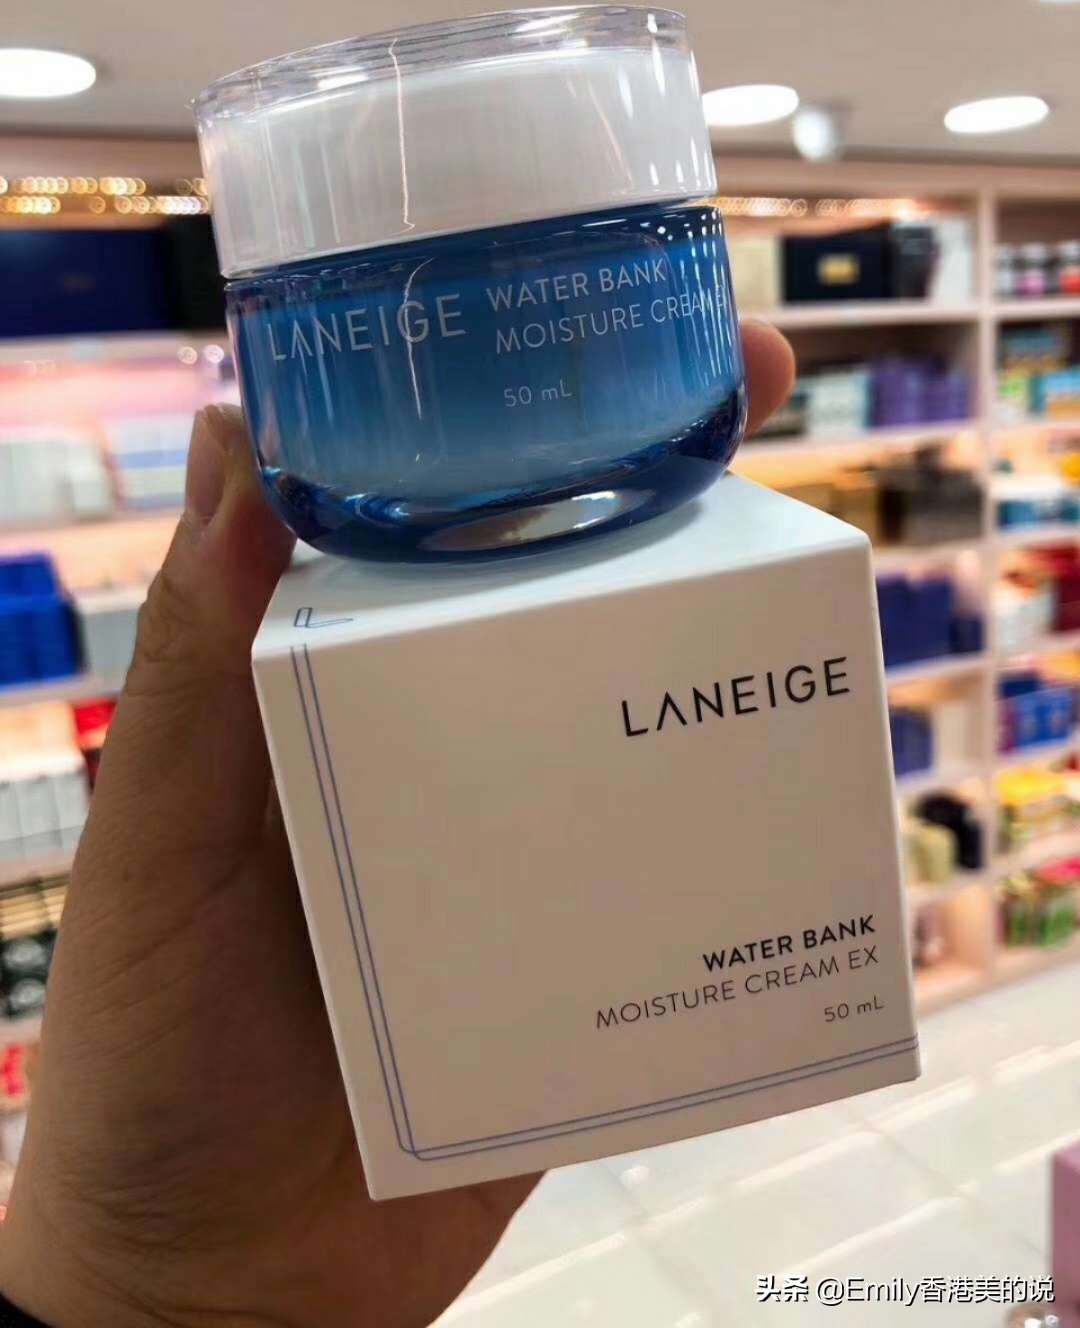 LANEIGE
WATER BANK
MOISTURE CREAM EX
50 mL
L
LANEIGE
WATER BANK
MOISTURE CREAM EX
50 mL
头条 @Emily香港美的说